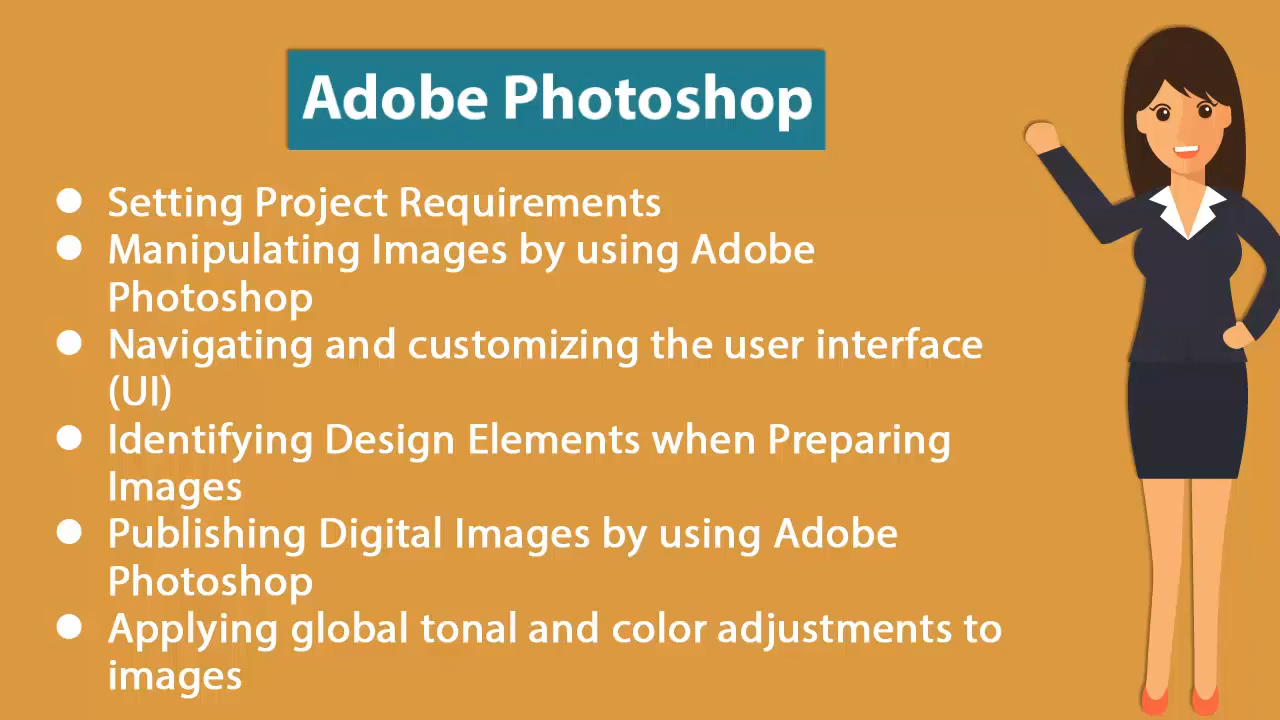 Adobe Photoshop
● Setting Project Requirements
● Manipulating Images by using Adobe
Photoshop
● Navigating and customizing the user interface
(UI)
● Identifying Design Elements when Preparing
Images
● Publishing Digital Images by using Adobe
Photoshop
● Applying global tonal and color adjustments to
images